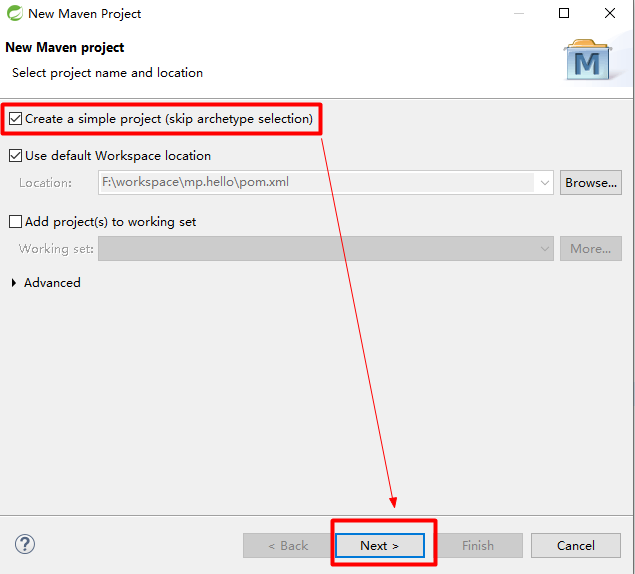 New Maven Project
New Maven project
Select project name and location
M
Create a simple project (skip archetype selection)
Use default Workspace location
Location: F:\workspace\mp.hello\pom.xml Browse...
Add project(s) to working set
Working set: More...
Advanced
? < Back Next > Finish Cancel